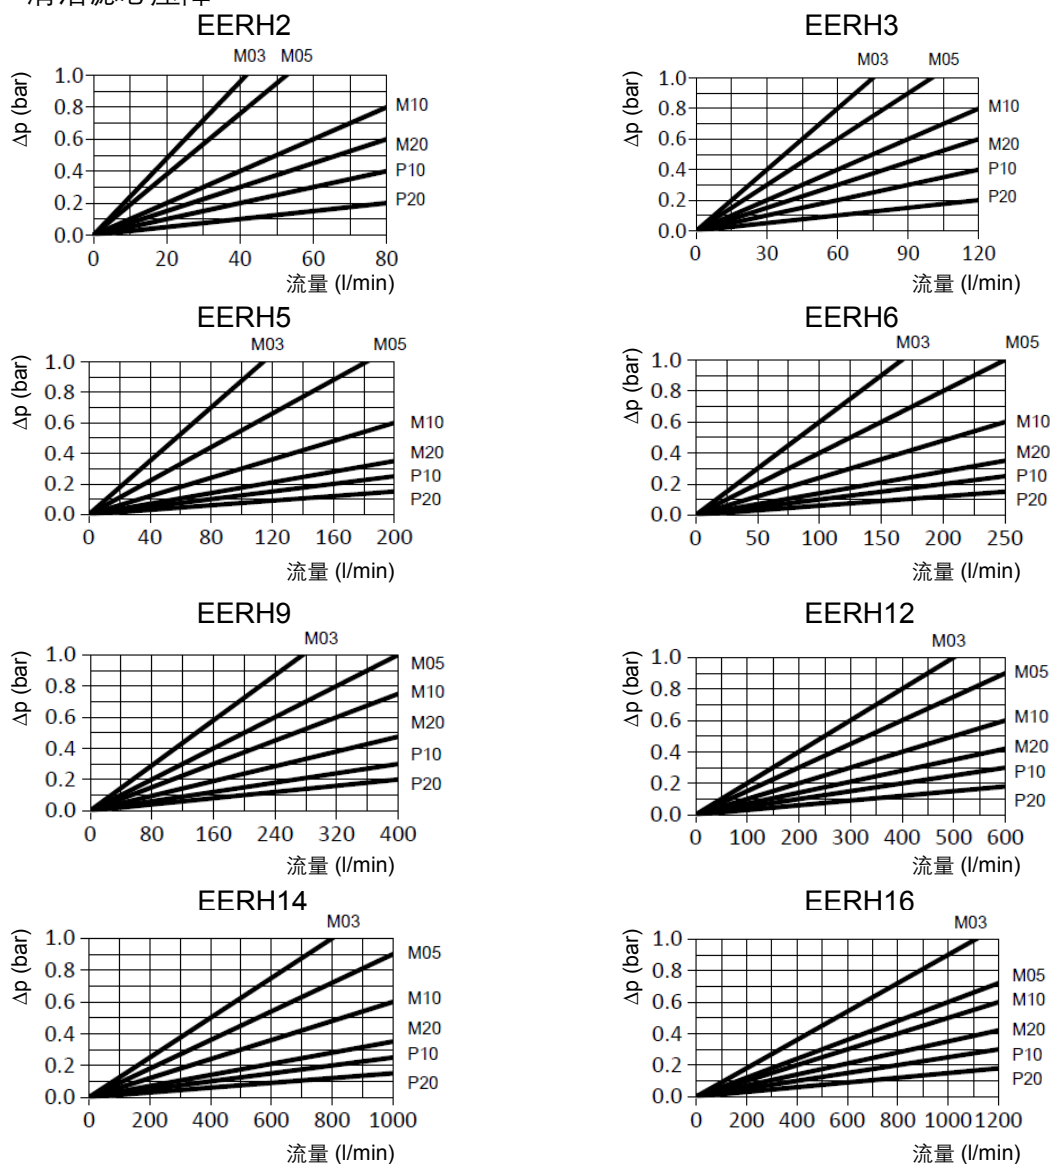 EERH2
M03 M05
Δp (bar)
1.0
0.8
0.6
0.4
0.2
0.0
M10
M20
P10
P20
0 20 40 60 80
流量 (l/min)
EERH3
M03 M05
Δp (bar)
1.0
0.8
0.6
0.4
0.2
0.0
M10
M20
P10
P20
0 30 60 90 120
流量 (l/min)
EERH5
M03 M05
Δp (bar)
1.0
0.8
0.6
0.4
0.2
0.0
M10
M20
P10
P20
0 40 80 120 160 200
流量 (l/min)
EERH6
M03 M05
Δp (bar)
1.0
0.8
0.6
0.4
0.2
0.0
M10
M20
P10
P20
0 50 100 150 200 250
流量 (l/min)
EERH9
M03
Δp (bar)
1.0
0.8
0.6
0.4
0.2
0.0
M05
M10
M20
P10
P20
0 80 160 240 320 400
流量 (l/min)
EERH12
M03
Δp (bar)
1.0
0.8
0.6
0.4
0.2
0.0
M05
M10
M20
P10
P20
0 100 200 300 400 500 600
流量 (l/min)
EERH14
M03
Δp (bar)
1.0
0.8
0.6
0.4
0.2
0.0
M05
M10
M20
P10
P20
0 200 400 600 800 1000
流量 (l/min)
EERH16
M03
Δp (bar)
1.0
0.8
0.6
0.4
0.2
0.0
M05
M10
M20
P10
P20
0 200 400 600 800 1000 1200
流量 (l/min)